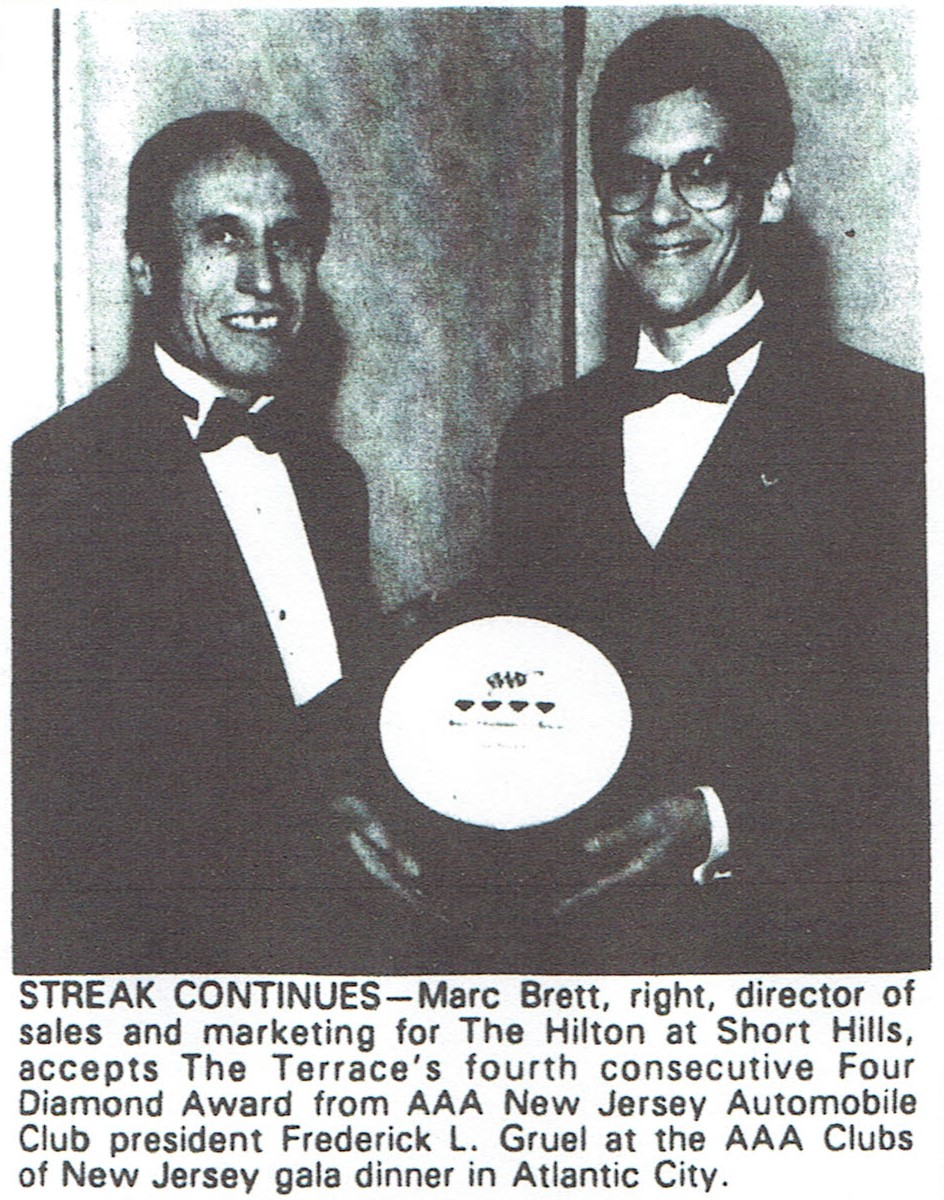 AAA
STREAK CONTINUES—Marc Brett, right, director of
sales and marketing for The Hilton at Short Hills,
accepts The Terrace's fourth consecutive Four
Diamond Award from AAA New Jersey Automobile
Club president Frederick L. Gruel at the AAA Clubs
of New Jersey gala dinner in Atlantic City.